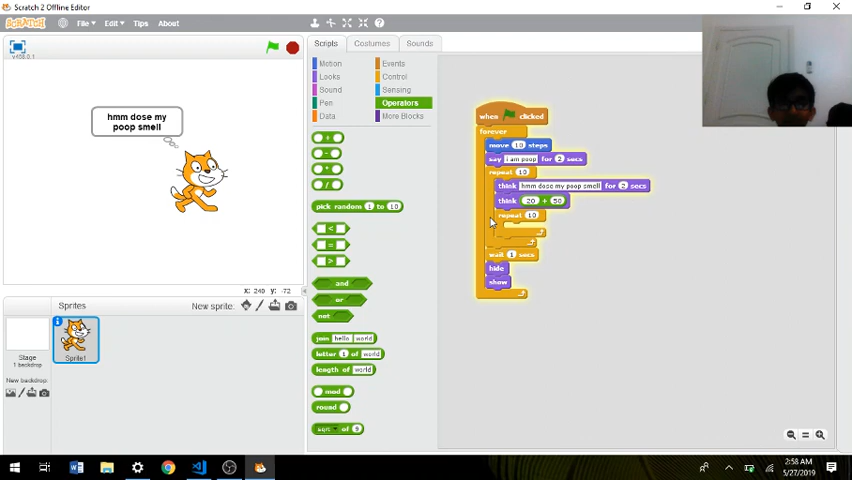 Scratch 2 Offline Editor
SCRATCH File Edit Tips About
v458.0.1
hmm dose my
poop smell
X: 240 y: -72
Sprites New sprite:
Stage
1 backdrop
New backdrop:
Sprite1
Scripts Costumes Sounds
Motion Events
Looks Control
Sound Sensing
Pen Operators
Data More Blocks
+
-
*
/
pick random 1 to 10
<
=
>
and
or
not
join hello world
letter 1 of world
length of world
mod
round
sqrt of 9
when clicked
forever
move 10 steps
say i am poop for 2 secs
repeat 10
think hmm dose my poop smell for 2 secs
think 20 + 50
repeat 10
wait 1 secs
hide
show
2:58 AM
5/27/2019